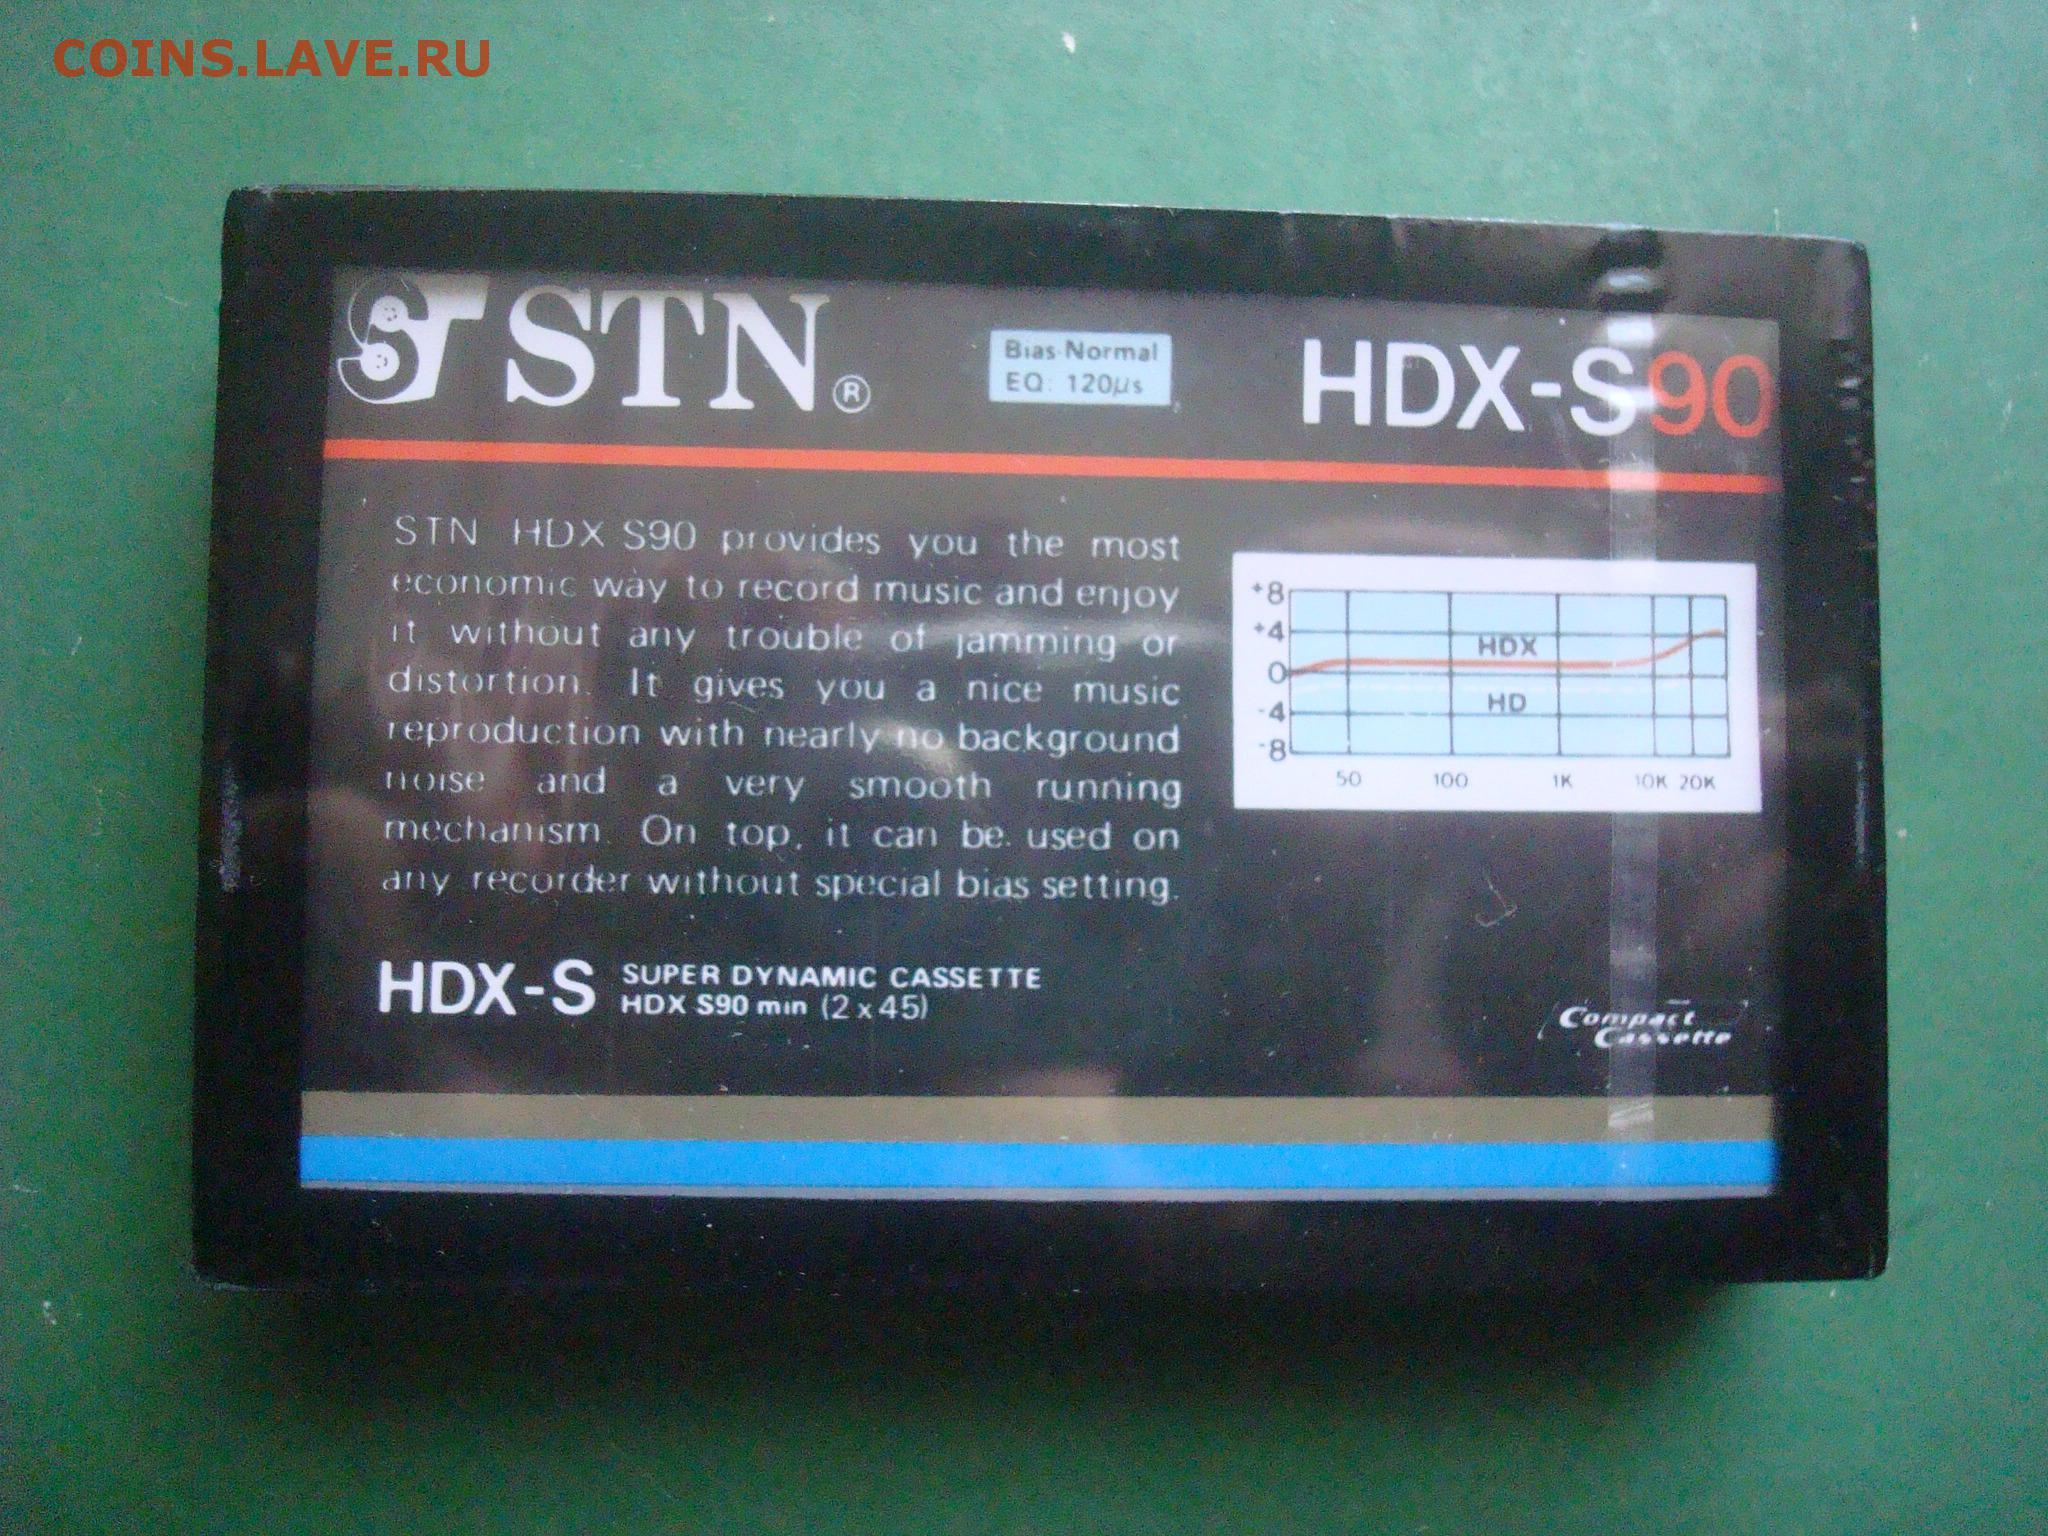 COINS.LAVE.RU
STN®
Bias-Normal
EQ: 120µs
HDX-S90
STN HDX S90 provides you the most
economic way to record music and enjoy
it without any trouble of jamming or
distortion. It gives you a nice music
reproduction with nearly no background
noise and a very smooth running
mechanism. On top, it can be used on
any recorder without special bias setting.
+8
+4
0
-4
-8
HDX
HD
50 100 1K 10K 20K
HDX-S SUPER DYNAMIC CASSETTE
HDX S90 min (2 x 45)
Compact
Cassette